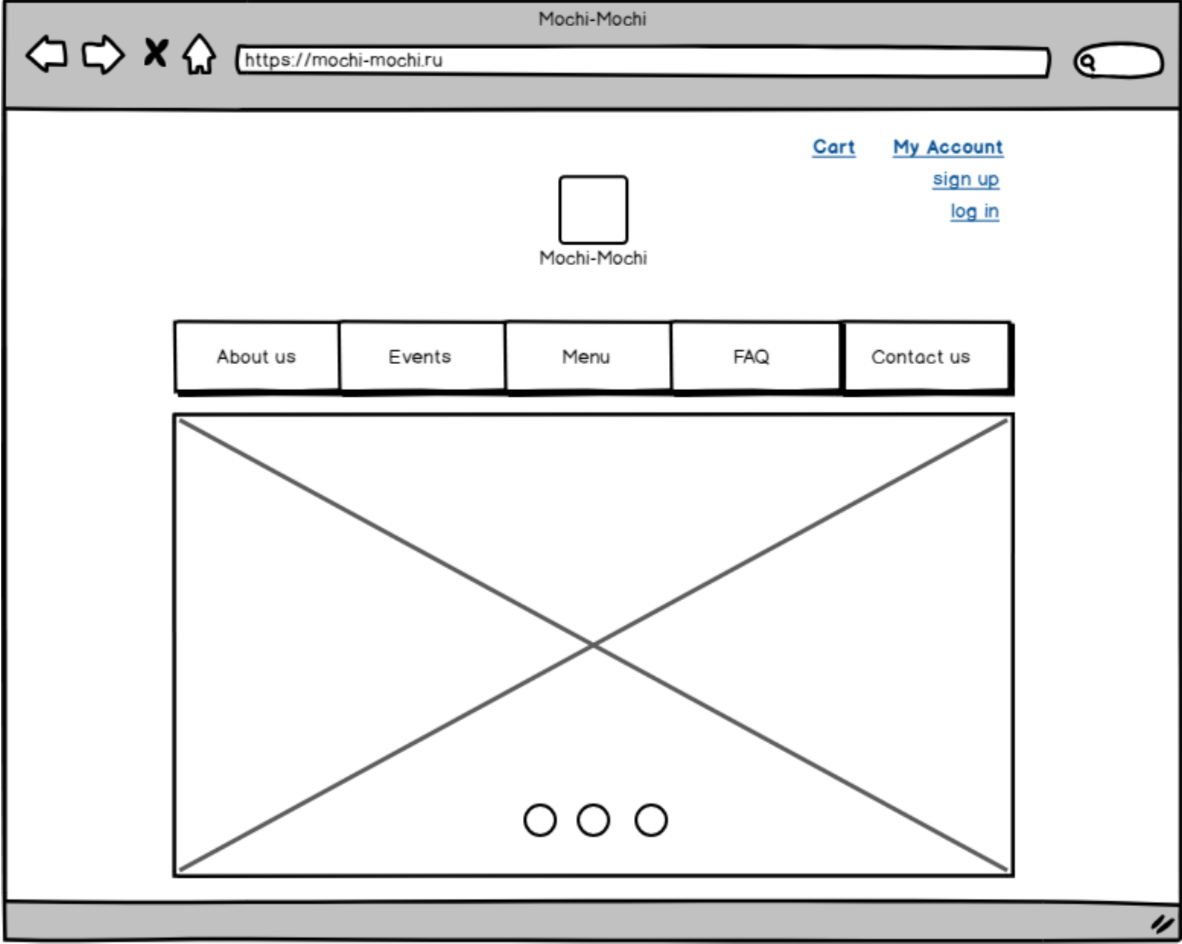 Mochi-Mochi
https://mochi-mochi.ru
Cart My Account
sign up
log in
Mochi-Mochi
About us Events Menu FAQ Contact us